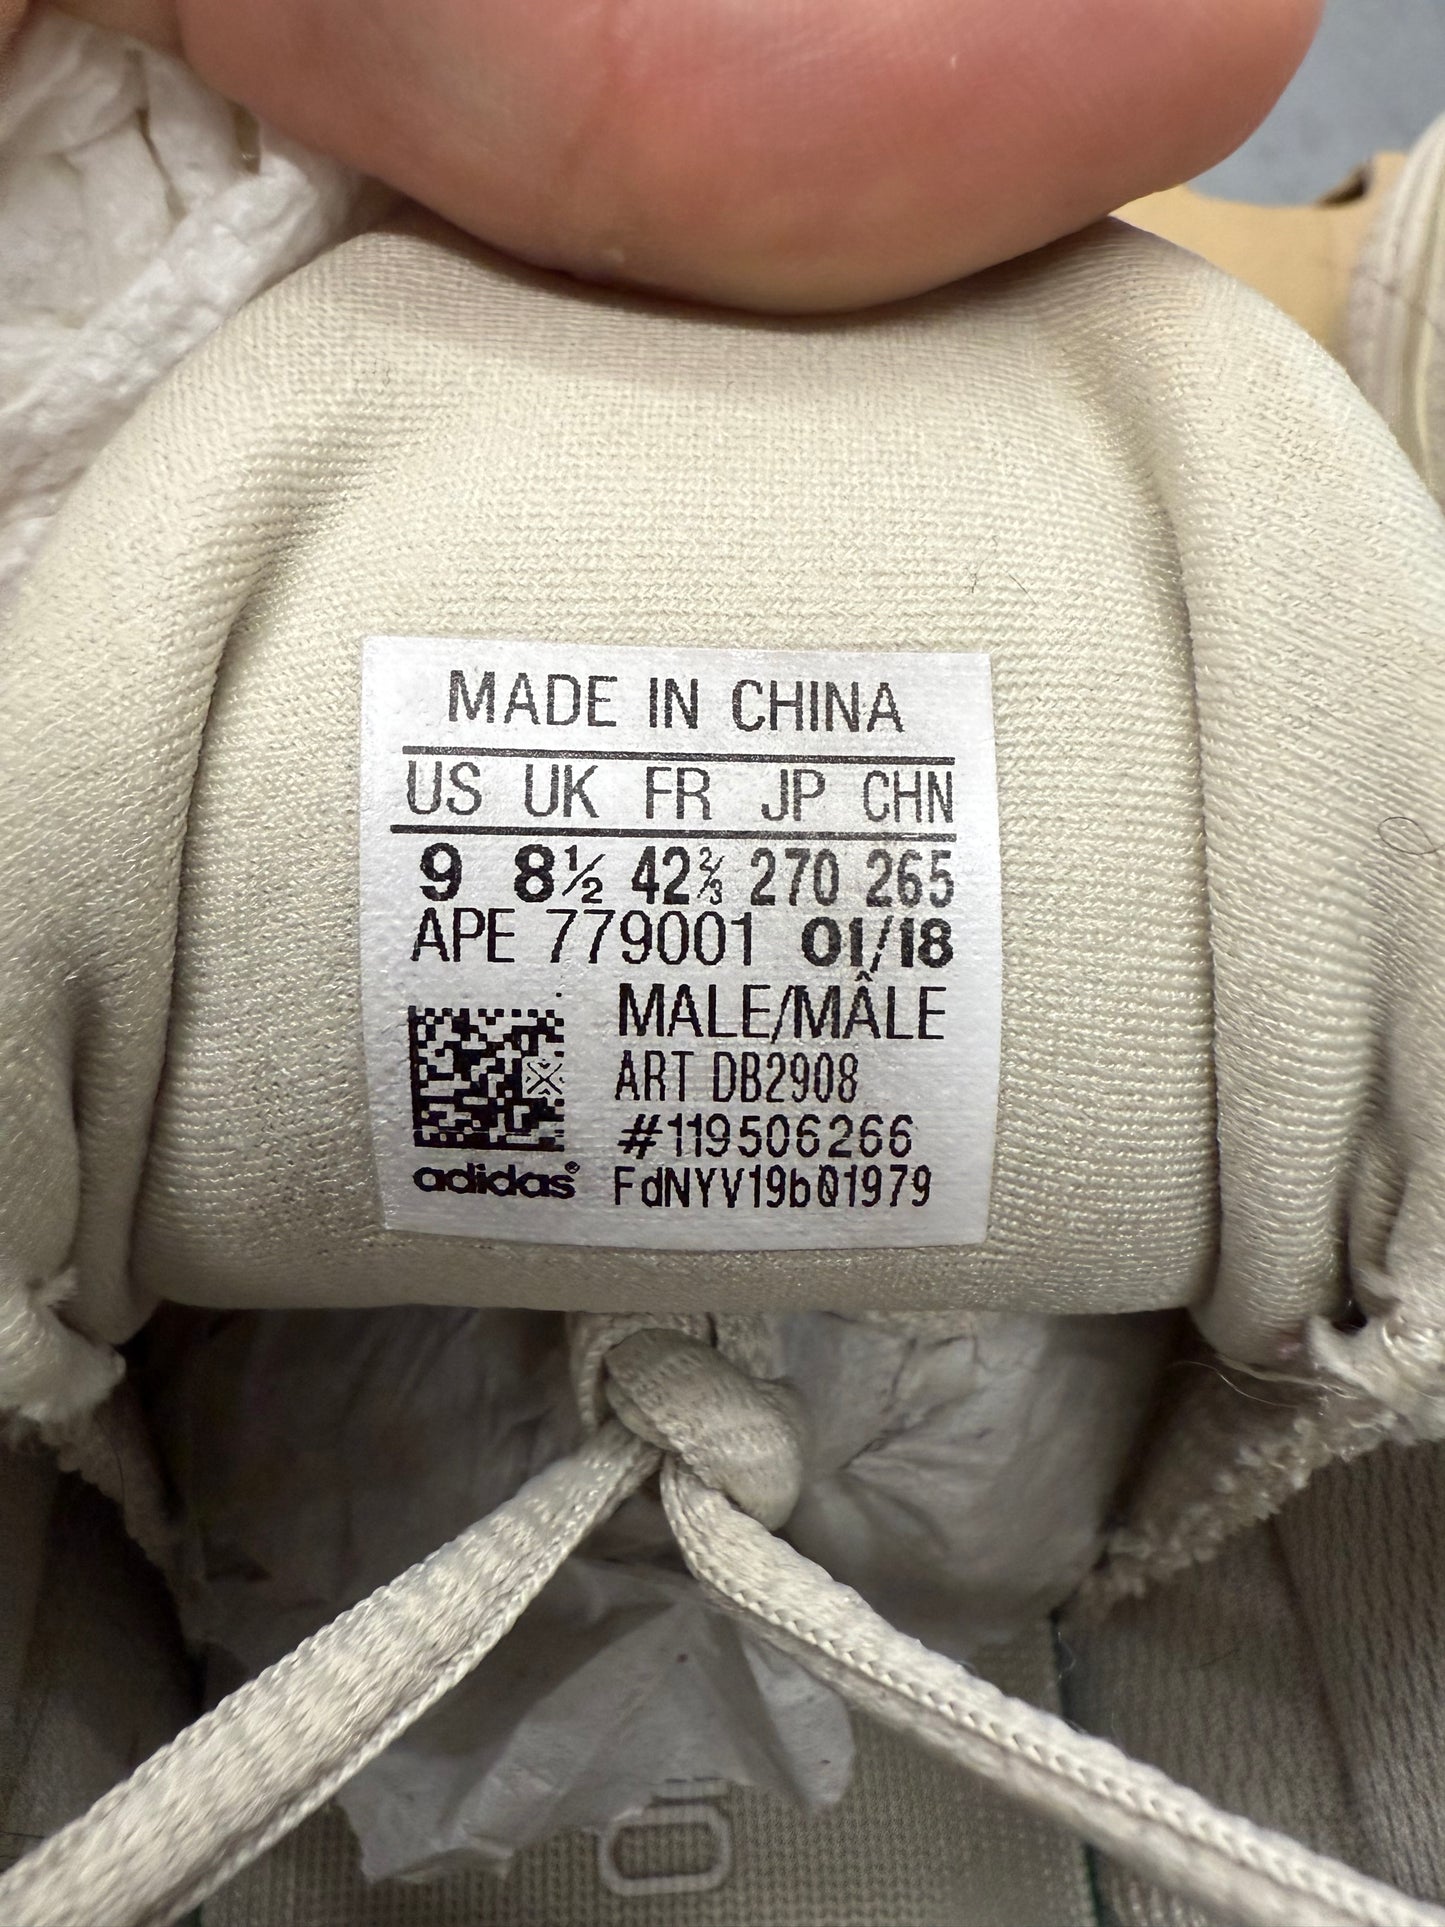 MADE IN CHINA
US UK FR JP CHN
9 8½ 42⅔ 270 265
APE 779001 01/18
MALE/MÂLE
ART DB2908
#119506266
adidas® FdNYV19bQ1979